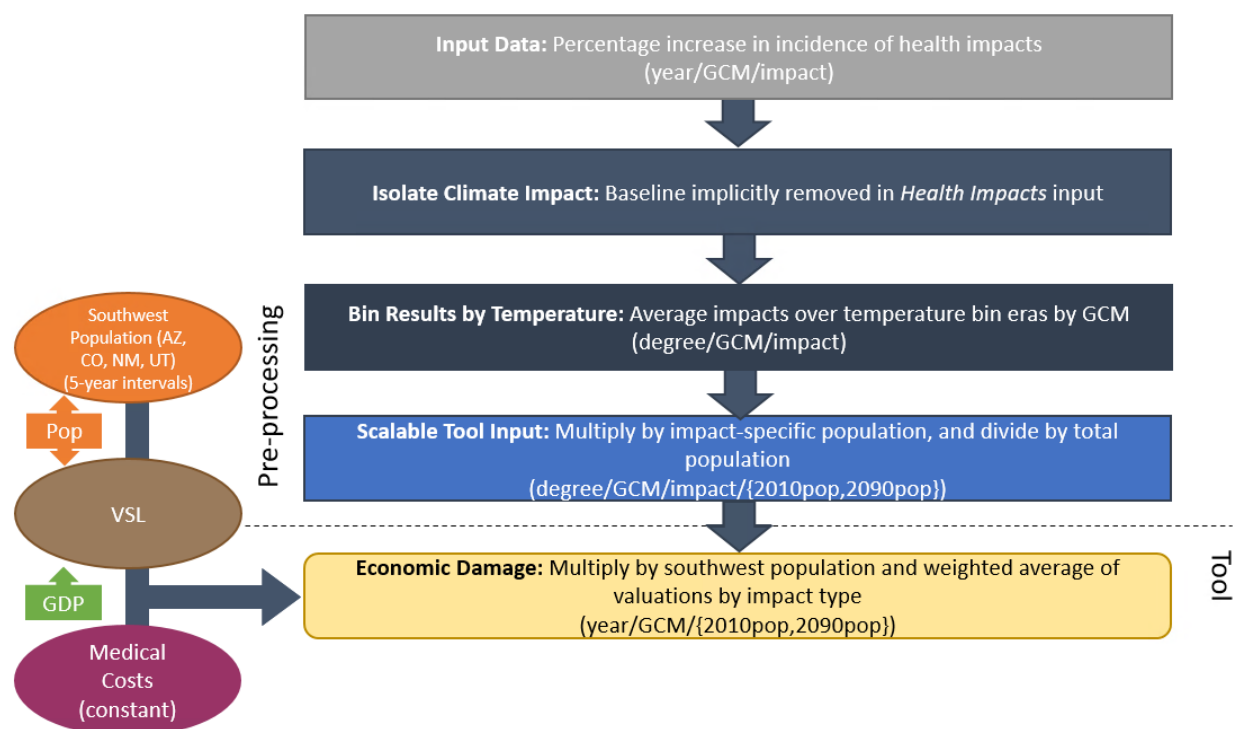 Input Data: Percentage increase in incidence of health impacts
(year/GCM/impact)
Isolate Climate Impact: Baseline implicitly removed in Health Impacts input
Bin Results by Temperature: Average impacts over temperature bin eras by GCM
(degree/GCM/impact)
Scalable Tool Input: Multiply by impact-specific population, and divide by total
population
(degree/GCM/impact/{2010pop,2090pop})
Economic Damage: Multiply by southwest population and weighted average of
valuations by impact type
(year/GCM/{2010pop,2090pop})
Pre-processing
Tool
Southwest
Population (AZ,
CO, NM, UT)
(5-year intervals)
Pop
VSL
GDP
Medical
Costs
(constant)